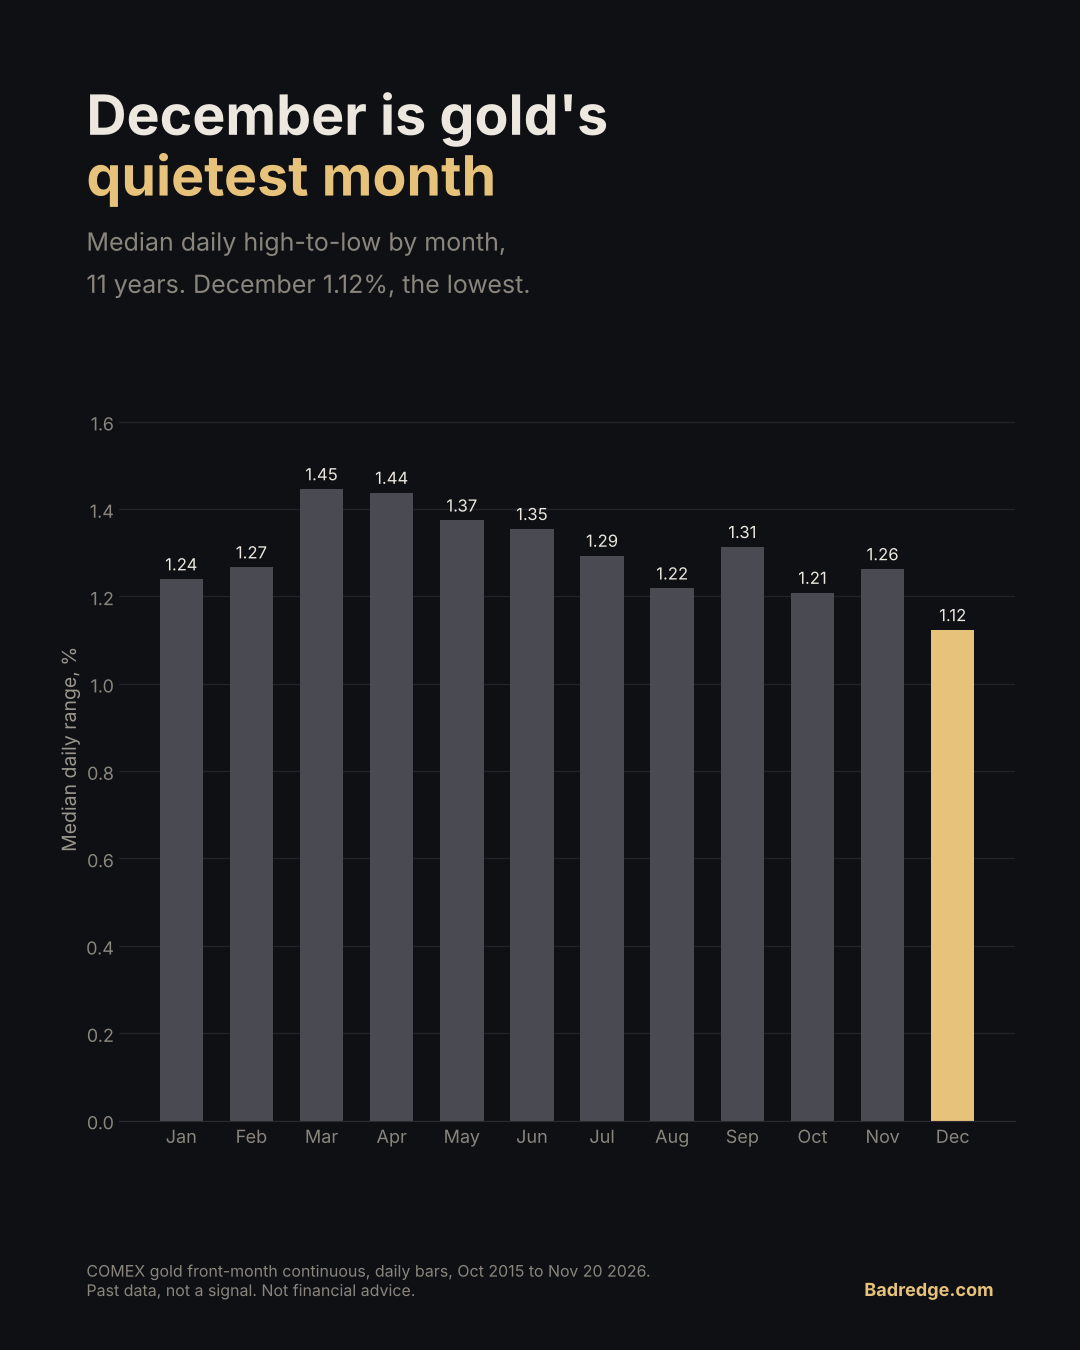 December is gold's
quietest month
Median daily high-to-low by month,
11 years. December 1.12%, the lowest.
Median daily range, %
1.6
1.4
1.2
1.0
0.8
0.6
0.4
0.2
0.0
1.24
1.27
1.45
1.44
1.37
1.35
1.29
1.22
1.31
1.21
1.26
1.12
Jan
Feb
Mar
Apr
May
Jun
Jul
Aug
Sep
Oct
Nov
Dec
COMEX gold front-month continuous, daily bars, Oct 2015 to Nov 20 2026.
Past data, not a signal. Not financial advice.
Badredge.com